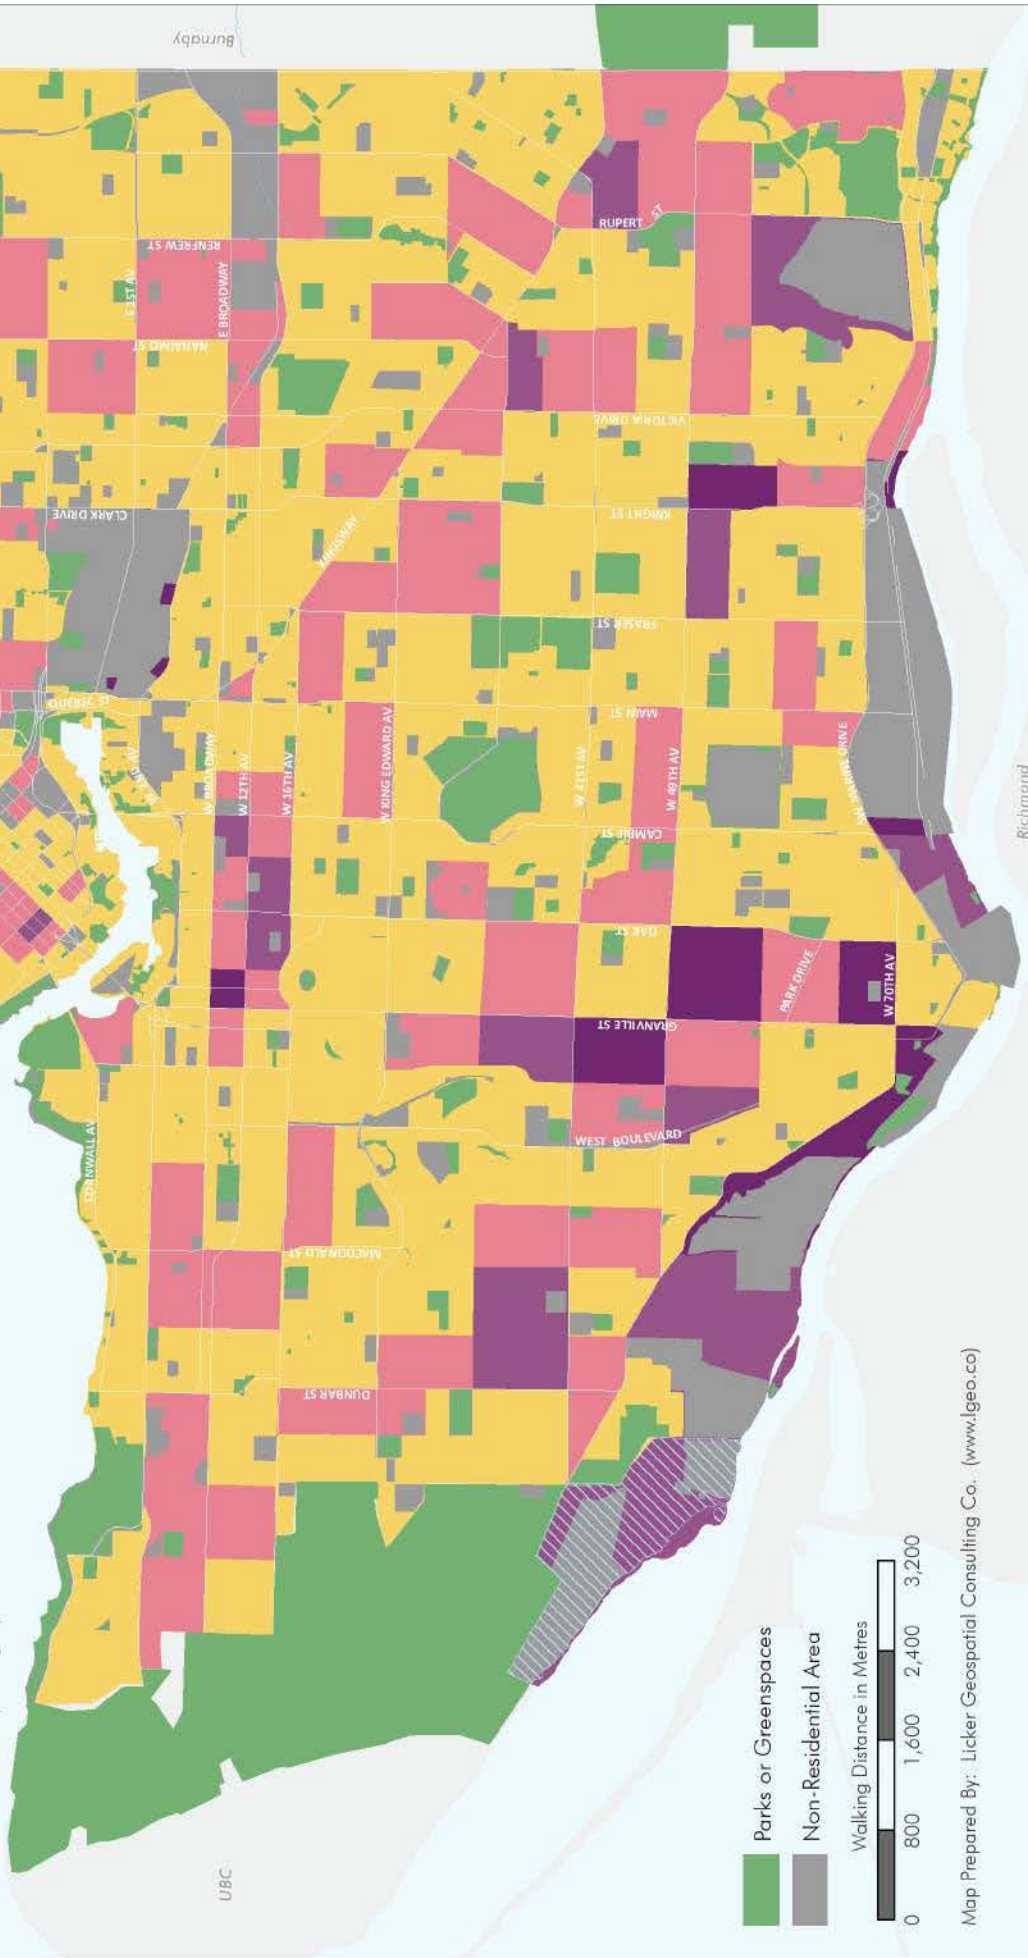 Burnaby
RENFREW ST
E 1ST AV
E BROADWAY
NANAIMO ST
RUPERT ST
VICTORIA DRIVE
CLARK DRIVE
KNIGHT ST
KINGSWAY
FRASER ST
QUEBEC ST
MAIN ST
W 2ND AV
W BROADWAY
W 12TH AV
W 16TH AV
W KING EDWARD AV
W 41ST AV
W 49TH AV
SW MARINE DRIVE
CAMBIE ST
Richmond
OAK ST
PARK DRIVE
W 70TH AV
GRANVILLE ST
WEST BOULEVARD
CORNWALL AV
MACDONALD ST
DUNBAR ST
UBC
Parks or Greenspaces
Non-Residential Area
Walking Distance in Metres
0 800 1,600 2,400 3,200
Map Prepared By: Licker Geospatial Consulting Co. (www.lgeo.co)